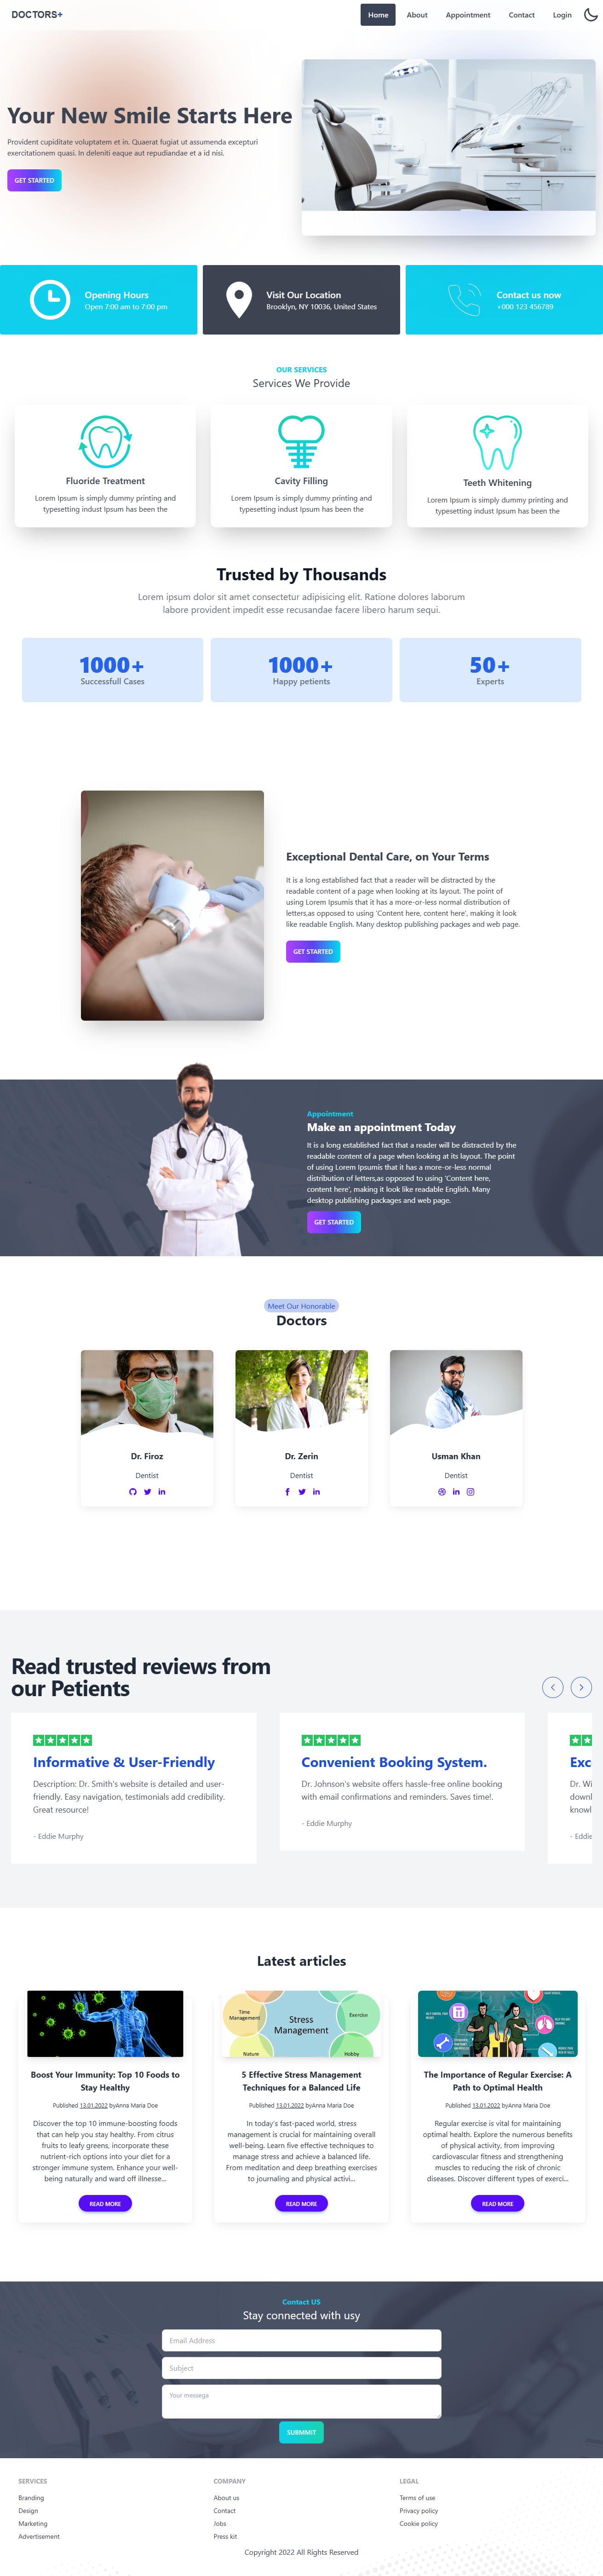 DOCTORS+
Home
About
Appointment
Contact
Login
Your New Smile Starts Here
Provident cupiditate voluptatem et in. Quaerat fugiat ut assumenda excepturi
exercitationem quasi. In deleniti eaque aut repudiandae et a id nisi.
GET STARTED
Opening Hours
Open 7:00 am to 7:00 pm
Visit Our Location
Brooklyn, NY 10036, United States
Contact us now
+000 123 456789
OUR SERVICES
Services We Provide
Fluoride Treatment
Lorem Ipsum is simply dummy printing and
typesetting indust Ipsum has been the
Cavity Filling
Lorem Ipsum is simply dummy printing and
typesetting indust Ipsum has been the
Teeth Whitening
Lorem Ipsum is simply dummy printing and
typesetting indust Ipsum has been the
Trusted by Thousands
Lorem ipsum dolor sit amet consectetur adipisicing elit. Ratione dolores laborum
labore provident impedit esse recusandae facere libero harum sequi.
1000+
Successfull Cases
1000+
Happy petients
50+
Experts
Exceptional Dental Care, on Your Terms
It is a long established fact that a reader will be distracted by the
readable content of a page when looking at its layout. The point of
using Lorem Ipsumis that it has a more-or-less normal distribution of
letters,as opposed to using 'Content here, content here', making it look
like readable English. Many desktop publishing packages and web page.
GET STARTED
Appointment
Make an appointment Today
It is a long established fact that a reader will be distracted by the
readable content of a page when looking at its layout. The point
of using Lorem Ipsumis that it has a more-or-less normal
distribution of letters,as opposed to using 'Content here,
content here', making it look like readable English. Many
desktop publishing packages and web page.
GET STARTED
Meet Our Honorable
Doctors
Dr. Firoz
Dentist
Dr. Zerin
Dentist
Usman Khan
Dentist
Read trusted reviews from
our Petients
Informative & User-Friendly
Description: Dr. Smith's website is detailed and user-
friendly. Easy navigation, testimonials add credibility.
Great resource!
- Eddie Murphy
Convenient Booking System.
Dr. Johnson's website offers hassle-free online booking
with email confirmations and reminders. Saves time!.
- Eddie Murphy
Exc
Dr. Wi
downl
knowl
- Eddie
Latest articles
Time
Management
Stress
Management
Exercise
Nature
Hobby
Boost Your Immunity: Top 10 Foods to
Stay Healthy
Published 13.01.2022 byAnna Maria Doe
Discover the top 10 immune-boosting foods
that can help you stay healthy. From citrus
fruits to leafy greens, incorporate these
nutrient-rich options into your diet for a
stronger immune system. Enhance your well-
being naturally and ward off illnesse...
READ MORE
5 Effective Stress Management
Techniques for a Balanced Life
Published 13.01.2022 byAnna Maria Doe
In today's fast-paced world, stress
management is crucial for maintaining overall
well-being. Learn five effective techniques to
manage stress and achieve a balanced life.
From meditation and deep breathing exercises
to journaling and physical activi...
READ MORE
The Importance of Regular Exercise: A
Path to Optimal Health
Published 13.01.2022 byAnna Maria Doe
Regular exercise is vital for maintaining
optimal health. Explore the numerous benefits
of physical activity, from improving
cardiovascular fitness and strengthening
muscles to reducing the risk of chronic
diseases. Discover different types of exerci...
READ MORE
Contact US
Stay connected with usy
Email Address
Subject
Your messega
SUBMMIT
SERVICES
Branding
Design
Marketing
Advertisement
COMPANY
About us
Contact
Jobs
Press kit
LEGAL
Terms of use
Privacy policy
Cookie policy
Copyright 2022 All Rights Reserved